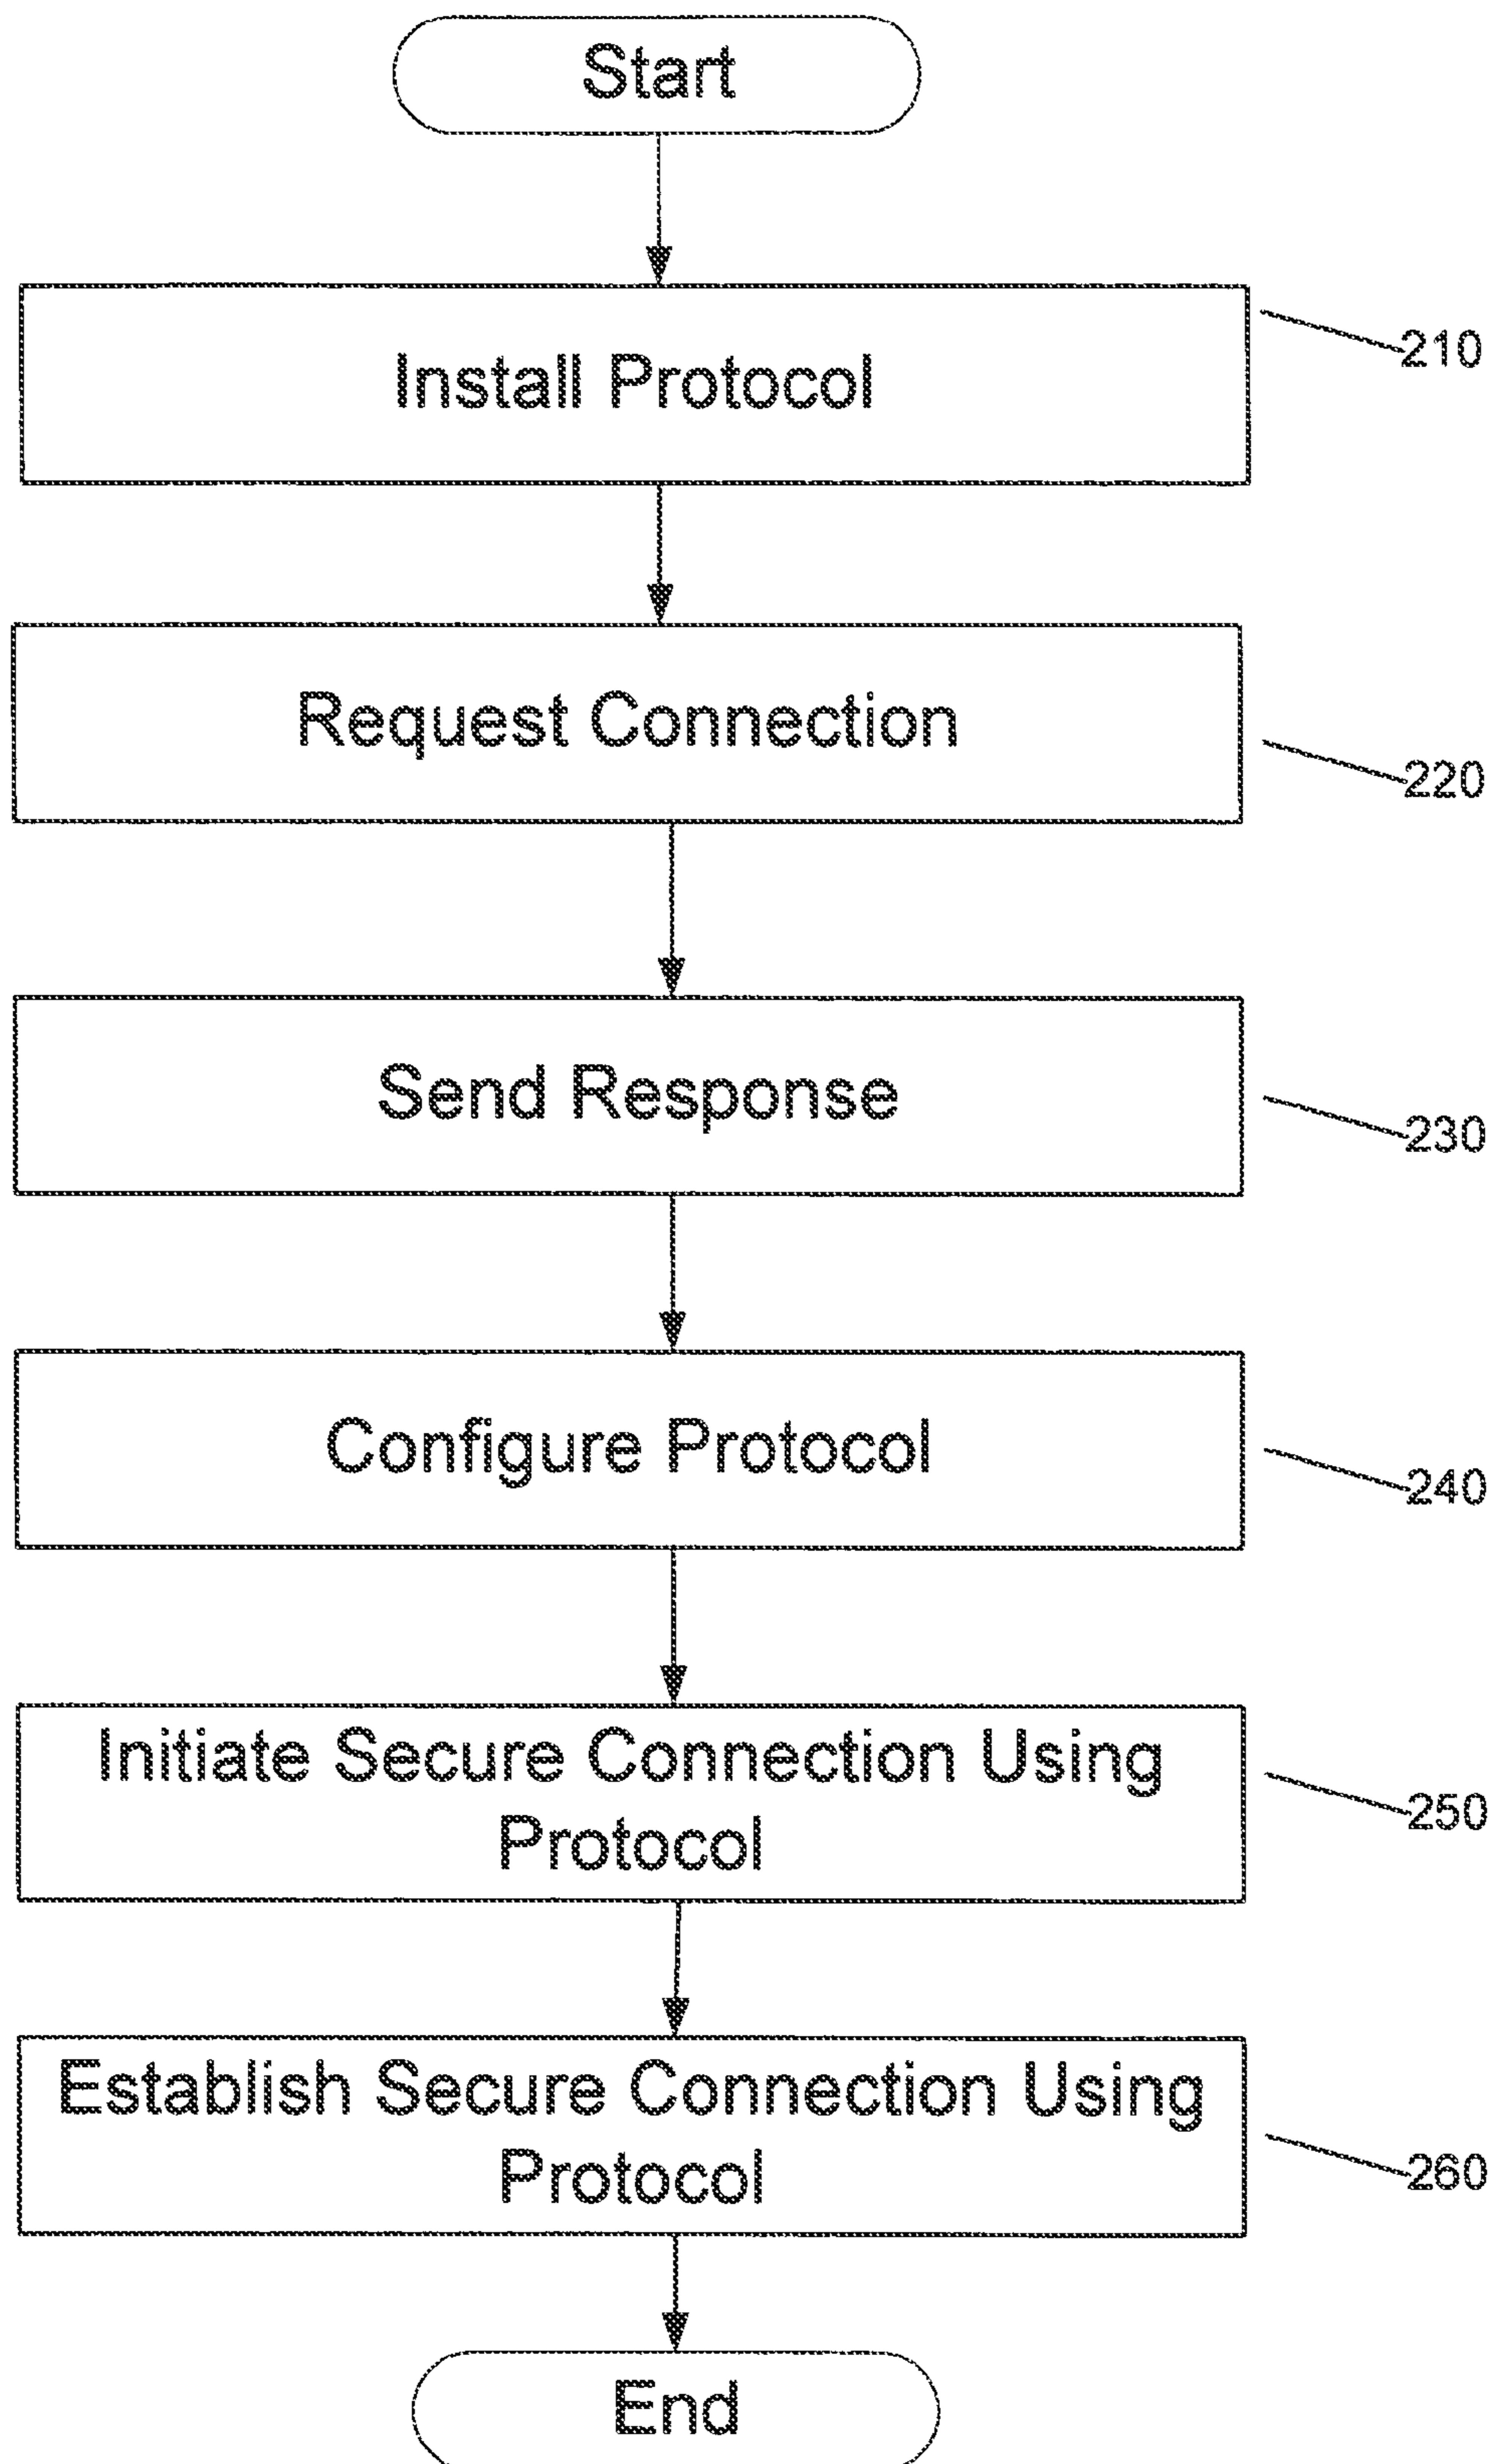 Start
Install Protocol
210
Request Connection
220
Send Response
230
Configure Protocol
240
Initiate Secure Connection Using
Protocol
250
Establish Secure Connection Using
Protocol
260
End